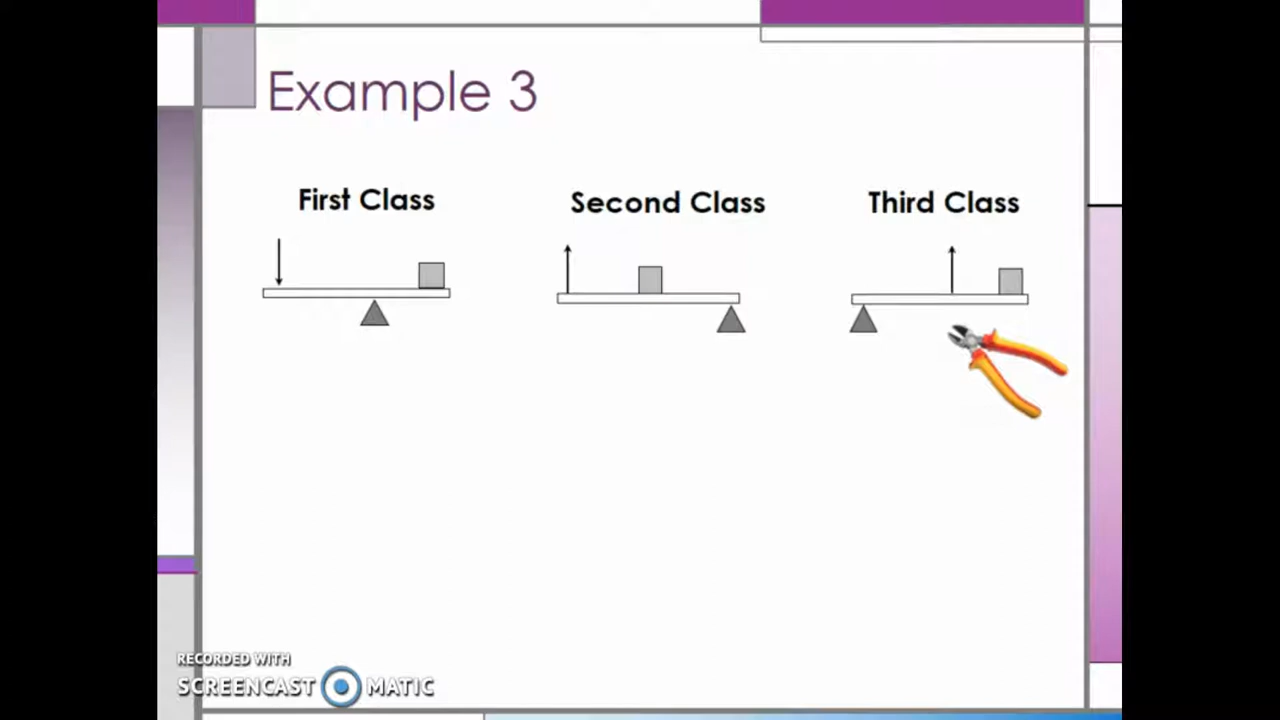 Example 3
First Class
Second Class
Third Class
RECORDED WITH
SCREENCAST MATIC